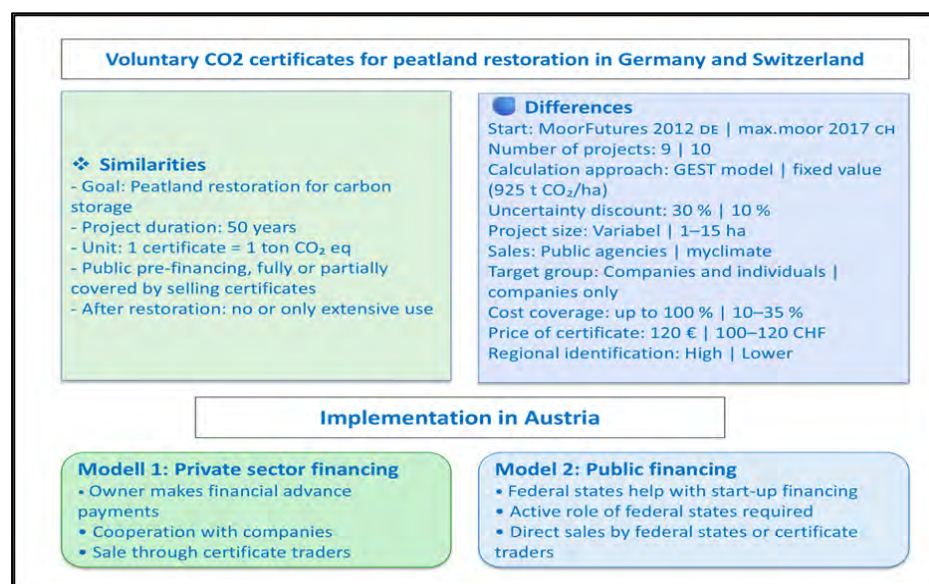 Voluntary CO2 certificates for peatland restoration in Germany and Switzerland
❖ Similarities
- Goal: Peatland restoration for carbon
storage
- Project duration: 50 years
- Unit: 1 certificate = 1 ton CO₂ eq
- Public pre-financing, fully or partially
covered by selling certificates
- After restoration: no or only extensive use
Differences
Start: MoorFutures 2012 DE | max.moor 2017 CH
Number of projects: 9 | 10
Calculation approach: GEST model | fixed value
(925 t CO₂/ha)
Uncertainty discount: 30 % | 10 %
Project size: Variabel | 1–15 ha
Sales: Public agencies | myclimate
Target group: Companies and individuals |
companies only
Cost coverage: up to 100 % | 10–35 %
Price of certificate: 120 € | 100–120 CHF
Regional identification: High | Lower
Implementation in Austria
Modell 1: Private sector financing
• Owner makes financial advance
payments
• Cooperation with companies
• Sale through certificate traders
Model 2: Public financing
• Federal states help with start-up financing
• Active role of federal states required
• Direct sales by federal states or certificate
traders